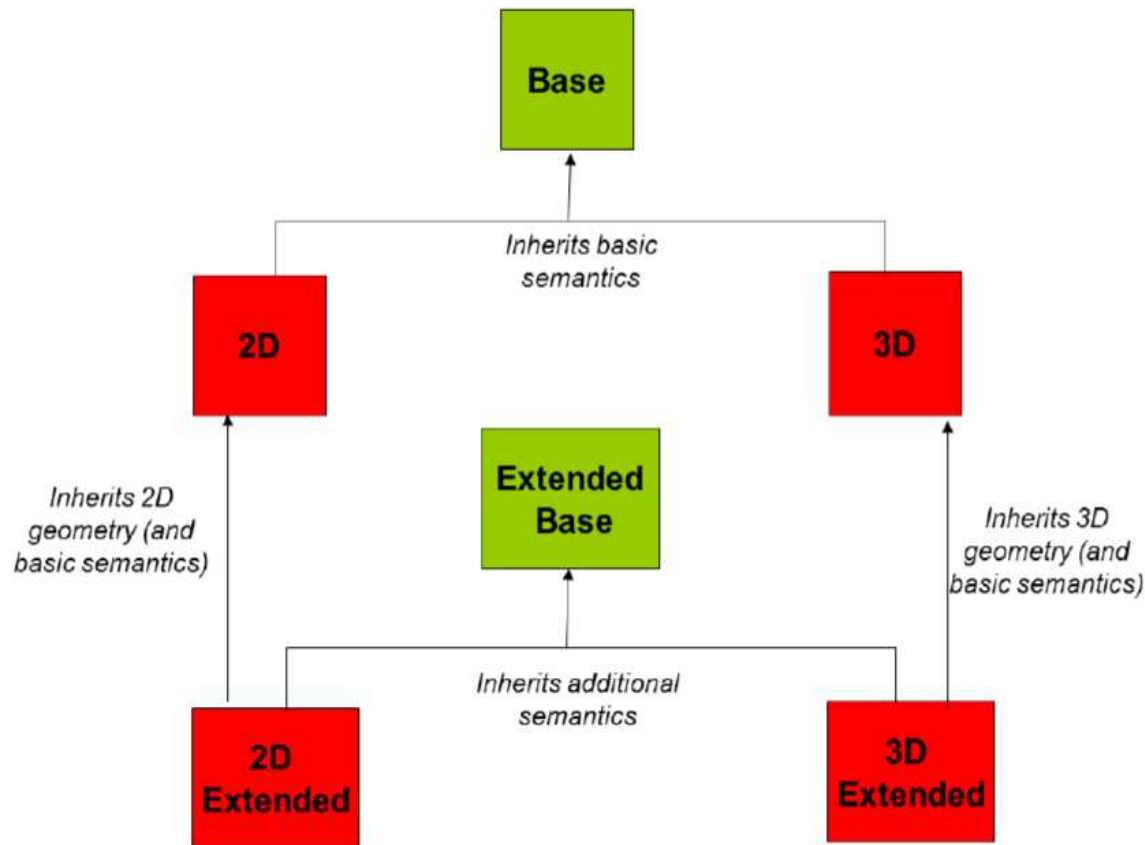 Base
Inherits basic
semantics
2D
3D
Extended
Base
Inherits 2D
geometry (and
basic semantics)
Inherits 3D
geometry (and
basic semantics)
Inherits additional
semantics
2D
Extended
3D
Extended